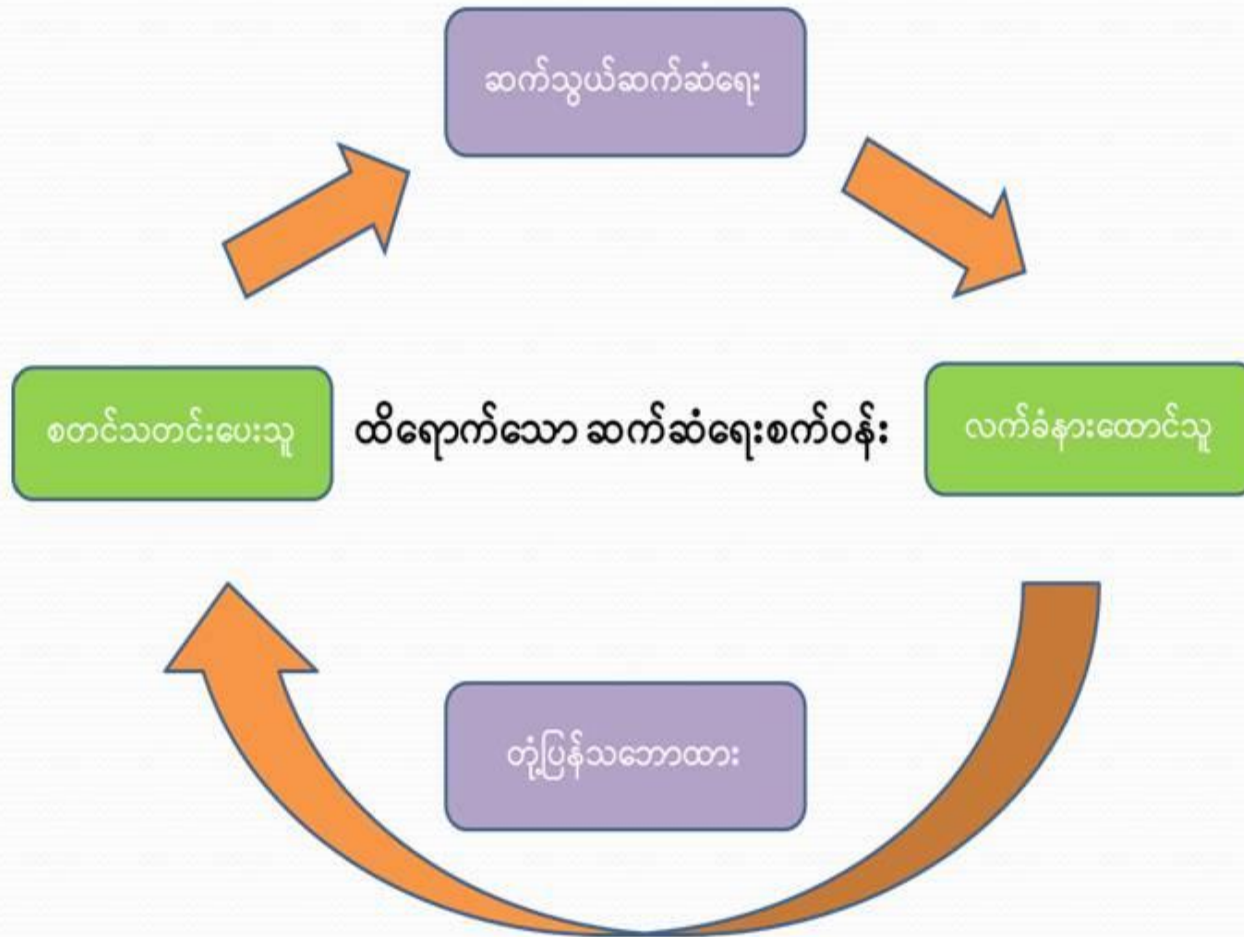 ဆက်သွယ်ဆက်ဆံရေး
စတင်သတင်းပေးသူ
ထိရောက်သော ဆက်ဆံရေးစက်ဝန်း
လက်ခံနားထောင်သူ
တုံ့ပြန်သဘောထား